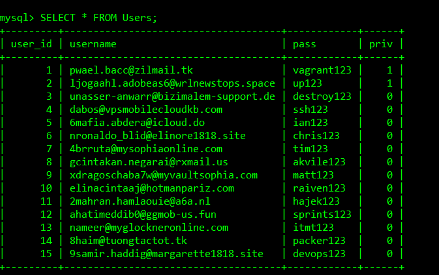 mysql> SELECT * FROM Users;
+---------+------------------------------------+------------+------+
| user_id | username | pass | priv |
+---------+------------------------------------+------------+------+
| 1 | pwael.bacc@zilmail.tk | vagrant123 | 1 |
| 2 | ljogaahl.adobeas6@wrlnewstops.space | up123 | 1 |
| 3 | unasser-anwarr@bizimalem-support.de | destroy123 | 0 |
| 4 | dabos@vpsmobilecloudkb.com | ssh123 | 0 |
| 5 | 6mafia.abdera@icloud.do | ian123 | 0 |
| 6 | nronaldo_blid@elinore1818.site | chris123 | 0 |
| 7 | 4brruta@mysophiaonline.com | tim123 | 0 |
| 8 | gcintakan.negarai@rxmail.us | akvile123 | 0 |
| 9 | xdragoschaba7w@myvaultsophia.com | matt123 | 0 |
| 10 | elinacintaaj@hotmanpariz.com | raiven123 | 0 |
| 11 | 2mahran.hamlaouie@a6a.nl | hajek123 | 0 |
| 12 | ahatimeddib0@ggmob-us.fun | sprints123 | 0 |
| 13 | nameer@myglockneronline.com | itmt123 | 0 |
| 14 | 8haim@tuongtactot.tk | packer123 | 0 |
| 15 | 9samir.haddig@margarette1818.site | devops123 | 0 |
+---------+------------------------------------+------------+------+